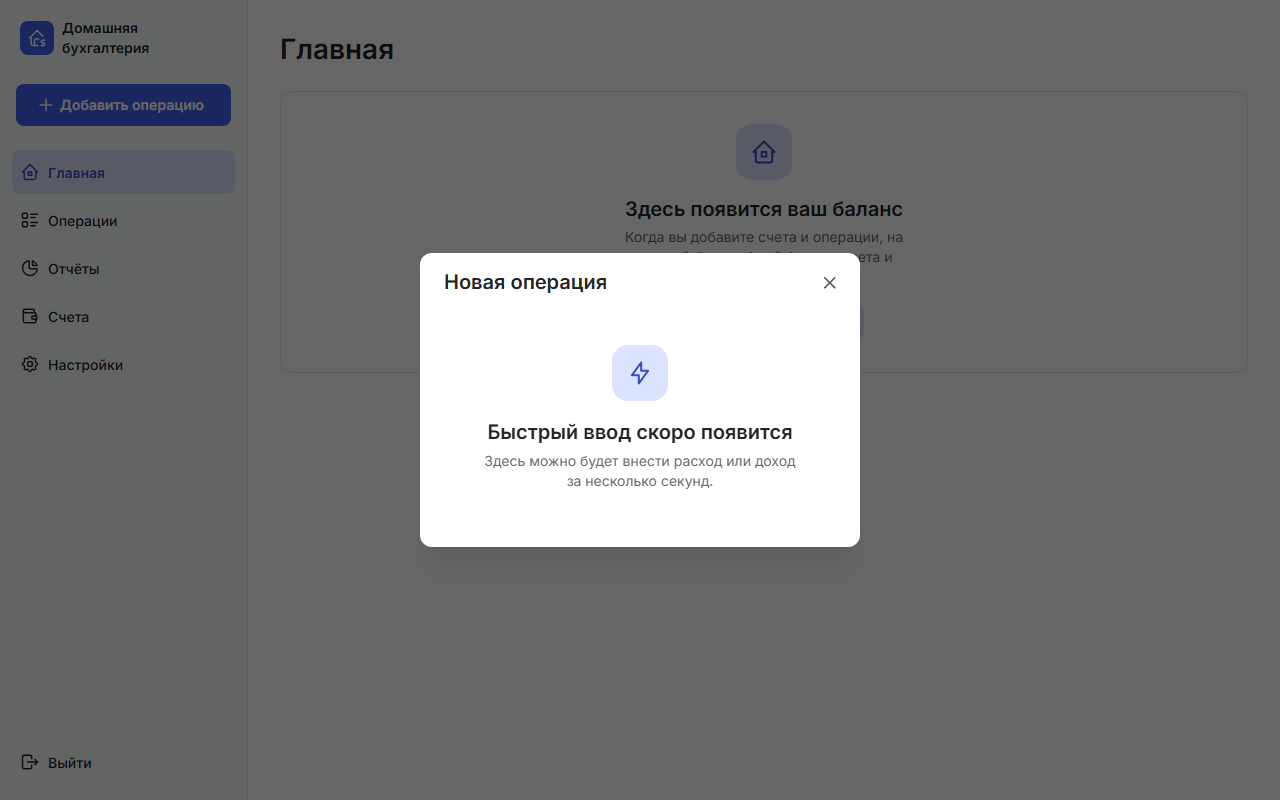 Домашняя
бухгалтерия
Добавить операцию
Главная
Операции
Отчёты
Счета
Настройки
Выйти
Главная
Здесь появится ваш баланс
Когда вы добавите счета и операции, на
и
Новая операция
Быстрый ввод скоро появится
Здесь можно будет внести расход или доход
за несколько секунд.